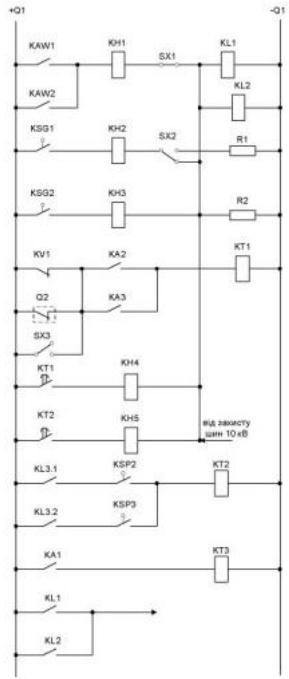 +Q1 -Q1
KAW1 KH1 SX1 KL1
KAW2 KL2
KSG1 KH2 SX2 R1
KSG2 KH3 R2
KV1 KA2 KT1
Q2 KA3
SX3
KT1 KH4
KT2 KH5 від захисту
шин 10 кВ
KL3.1 KSP2 KT2
KL3.2 KSP3
KA1 KT3
KL1
KL2